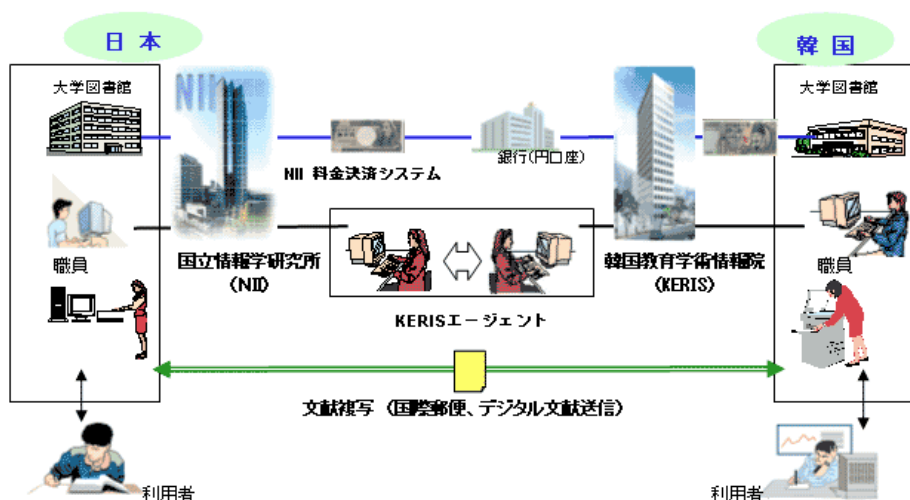 日 本
韓 国
大学図書館
大学図書館
NII
銀行(円口座)
NII 料金決済システム
職員
国立情報学研究所
(NII)
韓国教育学術情報院
(KERIS)
職員
KERISエージェント
文献複写 (国際郵便、デジタル文献送信)
利用者
利用者